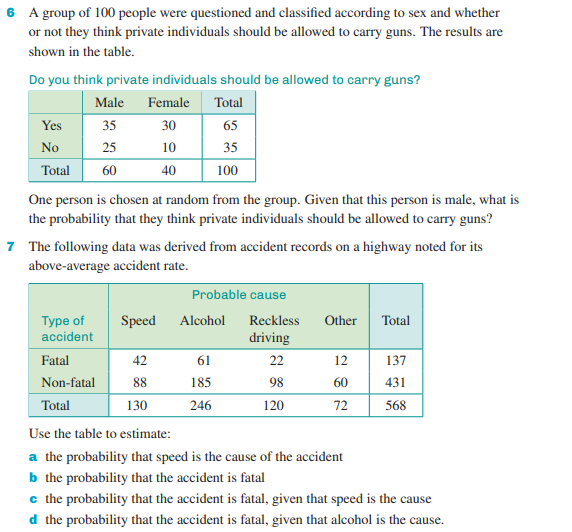 6 A group of 100 people were questioned and classified according to sex and whether
or not they think private individuals should be allowed to carry guns. The results are
shown in the table.
Do you think private individuals should be allowed to carry guns?
Male Female Total
Yes 35 30 65
No 25 10 35
Total 60 40 100
One person is chosen at random from the group. Given that this person is male, what is
the probability that they think private individuals should be allowed to carry guns?
7 The following data was derived from accident records on a highway noted for its
above-average accident rate.
Probable cause
Type of Speed Alcohol Reckless Other Total
accident driving
Fatal 42 61 22 12 137
Non-fatal 88 185 98 60 431
Total 130 246 120 72 568
Use the table to estimate:
a the probability that speed is the cause of the accident
b the probability that the accident is fatal
c the probability that the accident is fatal, given that speed is the cause
d the probability that the accident is fatal, given that alcohol is the cause.